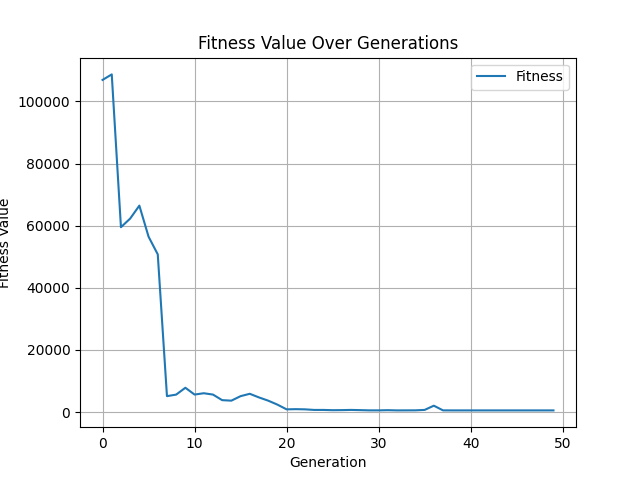 Fitness Value Over Generations
Fitness
100000
80000
60000
40000
20000
0
Fitness Value
0 10 20 30 40 50
Generation